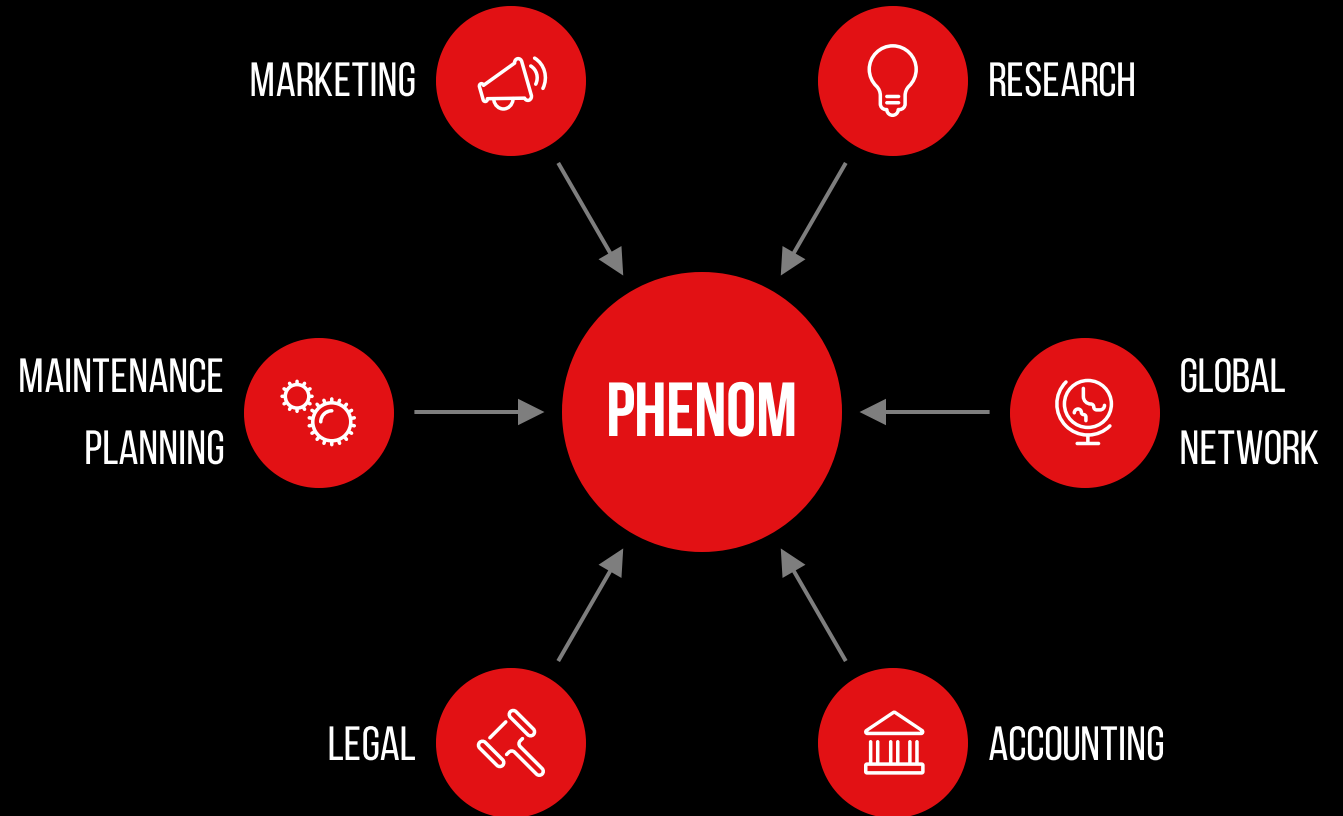 MARKETING
RESEARCH
MAINTENANCE
PLANNING
PHENOM
GLOBAL
NETWORK
LEGAL
ACCOUNTING